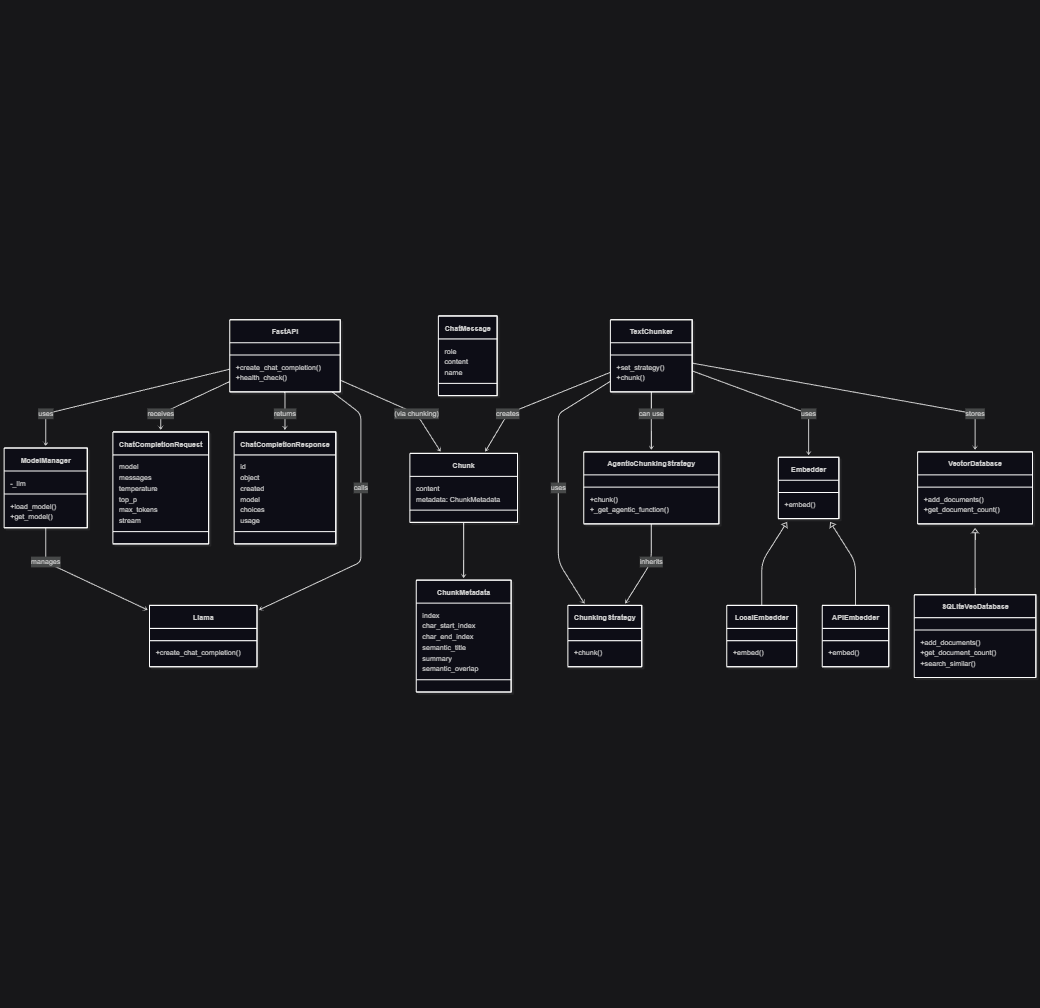 FastAPI
+create_chat_completion()
+health_check()
ChatMessage
role
content
name
TextChunker
+set_strategy()
+chunk()
uses
receives
returns
(via chunking)
creates
can use
uses
stores
ModelManager
-_llm
+load_model()
+get_model()
ChatCompletionRequest
model
messages
temperature
top_p
max_tokens
stream
ChatCompletionResponse
id
object
created
model
choices
usage
calls
Chunk
content
metadata: ChunkMetadata
uses
AgenticChunkingStrategy
+chunk()
+_get_agentic_function()
Embedder
+embed()
VectorDatabase
+add_documents()
+get_document_count()
manages
inherits
Llama
+create_chat_completion()
ChunkMetadata
index
char_start_index
char_end_index
semantic_title
summary
semantic_overlap
ChunkingStrategy
+chunk()
LocalEmbedder
+embed()
APIEmbedder
+embed()
SQLiteVecDatabase
+add_documents()
+get_document_count()
+search_similar()